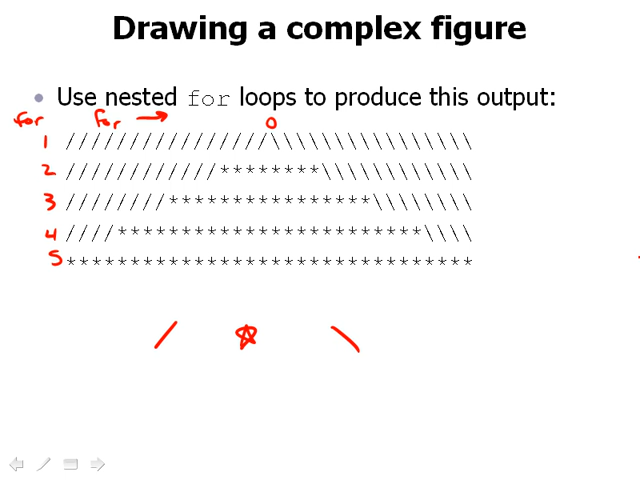 Drawing a complex figure
• Use nested for loops to produce this output:
for for → 0
1 ////////////////\\\\\\\\\\\\\\\\
2 ////////////********\\\\\\\\\\\\
3 ////////****************\\\\\\\\
4 ////************************\\\\
5 ********************************
/ * \